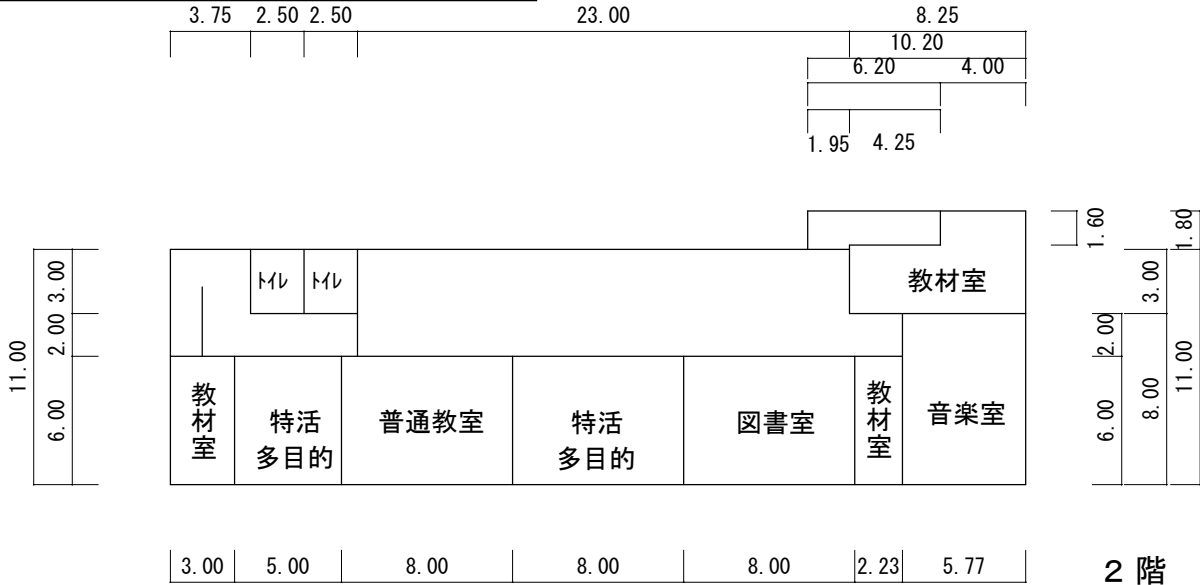 3.75 2.50 2.50 23.00 8.25
10.20
6.20 4.00
1.95 4.25
1.60
1.80
トイレ トイレ
教材室
3.00
2.00
6.00
11.00
3.00
2.00
6.00
8.00
11.00
教材室
特活
多目的
普通教室
特活
多目的
図書室
教材室
音楽室
3.00 5.00 8.00 8.00 8.00 2.23 5.77
2階